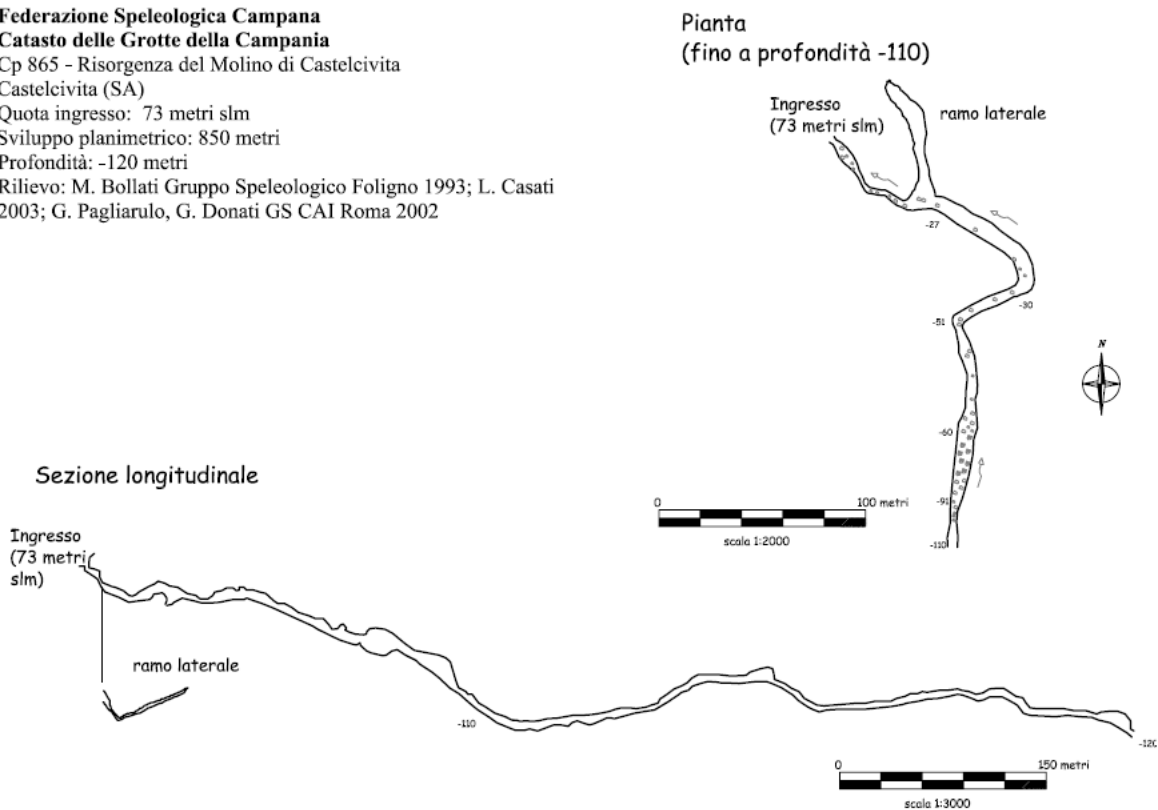 Federazione Speleologica Campana
Catasto delle Grotte della Campania
Cp 865 - Risorgenza del Molino di Castelcivita
Castelcivita (SA)
Quota ingresso: 73 metri slm
Sviluppo planimetrico: 850 metri
Profondità: -120 metri
Rilievo: M. Bollati Gruppo Speleologico Foligno 1993; L. Casati
2003; G. Pagliarulo, G. Donati GS CAI Roma 2002
Pianta
(fino a profondità -110)
Ingresso
(73 metri slm)
ramo laterale
-27
-30
-51
N
-60
-91
-110
0 100 metri
scala 1:2000
Sezione longitudinale
Ingresso
(73 metri
slm)
ramo laterale
-110
-120
0 150 metri
scala 1:3000